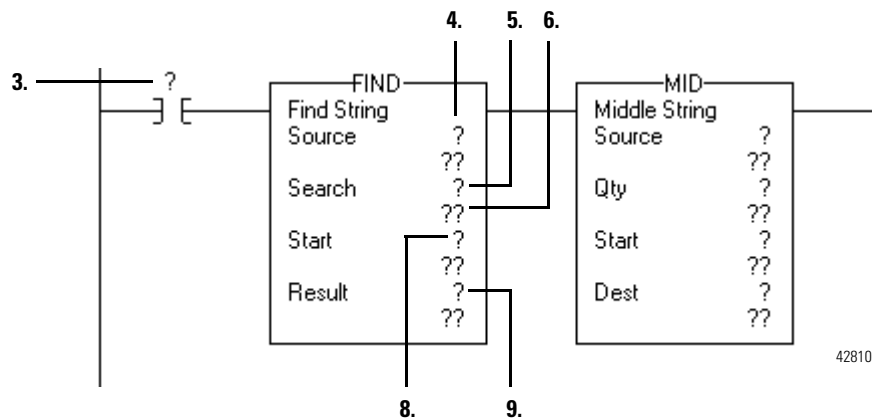 4. 5. 6.
3. ?
FIND
Find String
Source ?
??
Search ?
??
Start ?
??
Result ?
??
MID
Middle String
Source ?
??
Qty ?
??
Start ?
??
Dest ?
??
42810
8. 9.